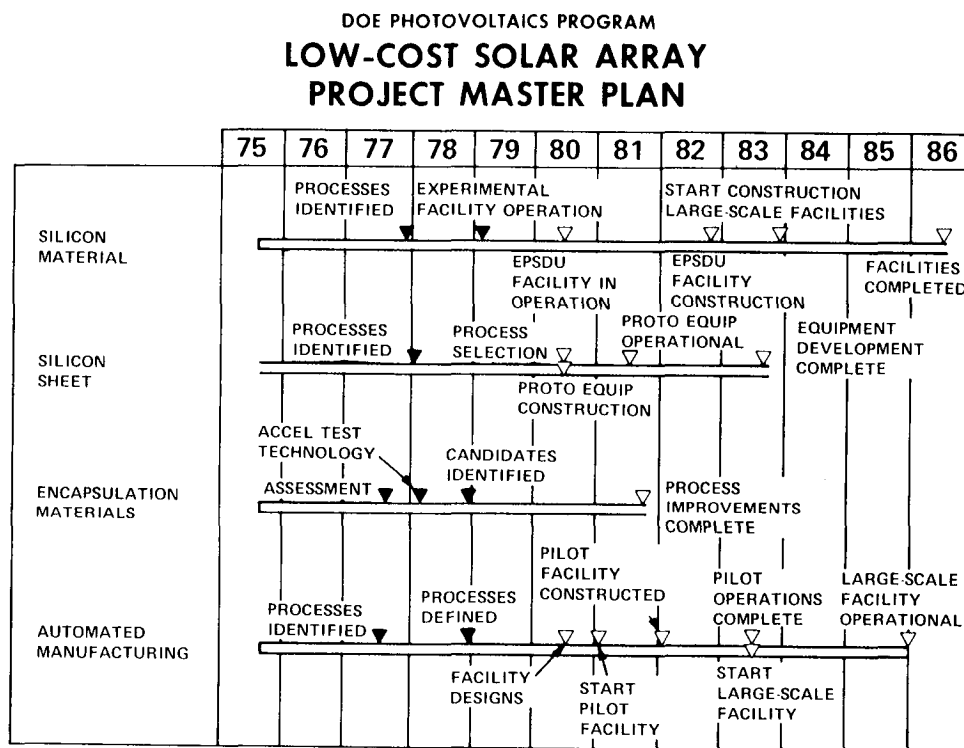 DOE PHOTOVOLTAICS PROGRAM
LOW-COST SOLAR ARRAY
PROJECT MASTER PLAN
75 76 77 78 79 80 81 82 83 84 85 86
SILICON
MATERIAL
PROCESSES
IDENTIFIED
EXPERIMENTAL
FACILITY OPERATION
START CONSTRUCTION
LARGE-SCALE FACILITIES
EPSDU
FACILITY IN
OPERATION
EPSDU
FACILITY
CONSTRUCTION
FACILITIES
COMPLETED
SILICON
SHEET
PROCESSES
IDENTIFIED
PROCESS
SELECTION
PROTO EQUIP
OPERATIONAL
EQUIPMENT
DEVELOPMENT
COMPLETE
PROTO EQUIP
CONSTRUCTION
ENCAPSULATION
MATERIALS
ACCEL TEST
TECHNOLOGY
ASSESSMENT
CANDIDATES
IDENTIFIED
PROCESS
IMPROVEMENTS
COMPLETE
AUTOMATED
MANUFACTURING
PROCESSES
IDENTIFIED
PROCESSES
DEFINED
PILOT
FACILITY
CONSTRUCTED
PILOT
OPERATIONS
COMPLETE
LARGE-SCALE
FACILITY
OPERATIONAL
FACILITY
DESIGNS
START
PILOT
FACILITY
START
LARGE-SCALE
FACILITY